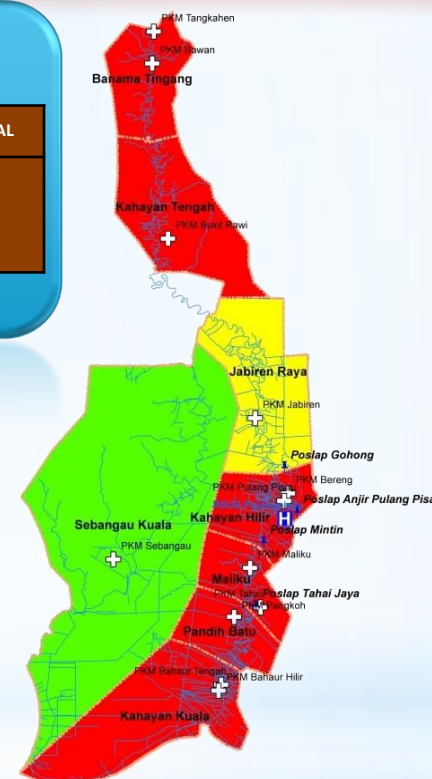 PKM Tangkahen
PKM Bawan
Banama Tingang
AL
Kahayan Tengah
PKM Bukit Rawi
Jabiren Raya
PKM Jabiren
Poslap Gohong
PKM Bereng
PKM Pulang Pisau
Poslap Anjir Pulang Pisa
Kahayan Hilir
H
Poslap Mintin
Sebangau Kuala
PKM Sebangau
PKM Maliku
Maliku
PKM Tahai
Poslap Tahai Jaya
PKM Pangkoh
Pandih Batu
PKM Bahaur Tengah
PKM Bahaur Hilir
Kahayan Kuala